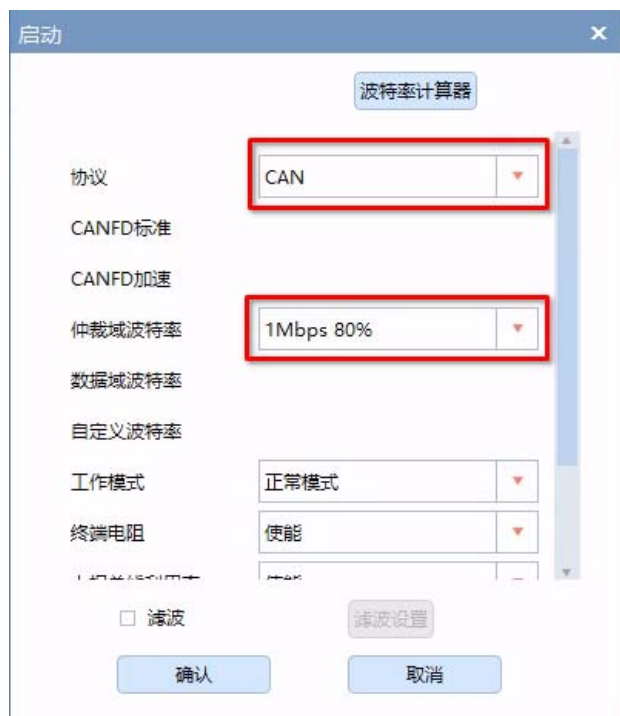 启动
波特率计算器
协议 CAN
CANFD标准
CANFD加速
仲裁域波特率 1Mbps 80%
数据域波特率
自定义波特率
工作模式 正常模式
终端电阻 使能
滤波 滤波设置
确认 取消